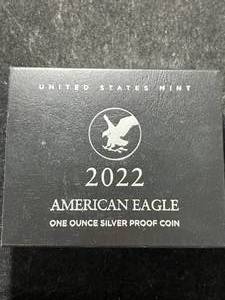 UNITED STATES MINT
2022
AMERICAN EAGLE
ONE OUNCE SILVER PROOF COIN